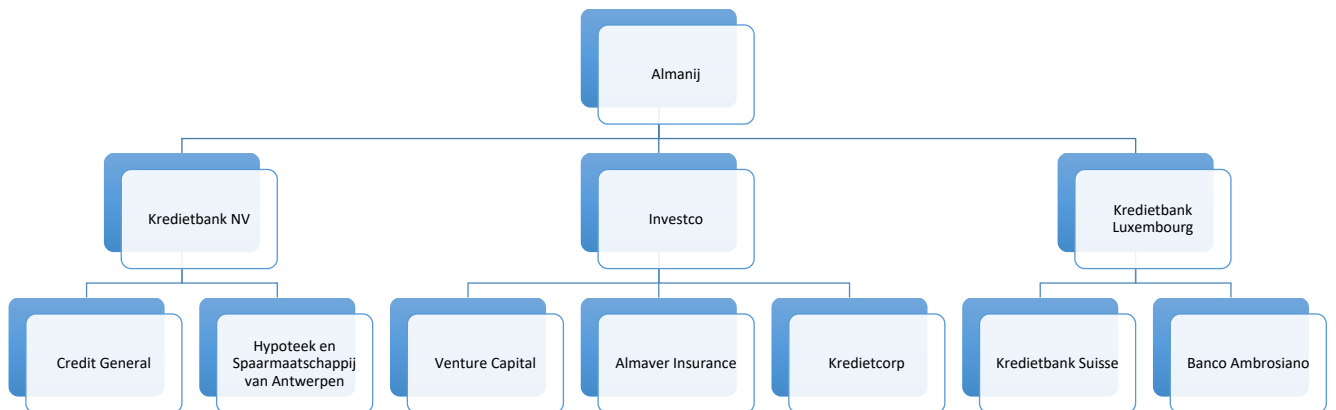 Almanij
Kredietbank NV
Investco
Kredietbank
Luxembourg
Credit General
Hypoteek en
Spaarmaatschappij
van Antwerpen
Venture Capital
Almaver Insurance
Kredietcorp
Kredietbank Suisse
Banco Ambrosiano